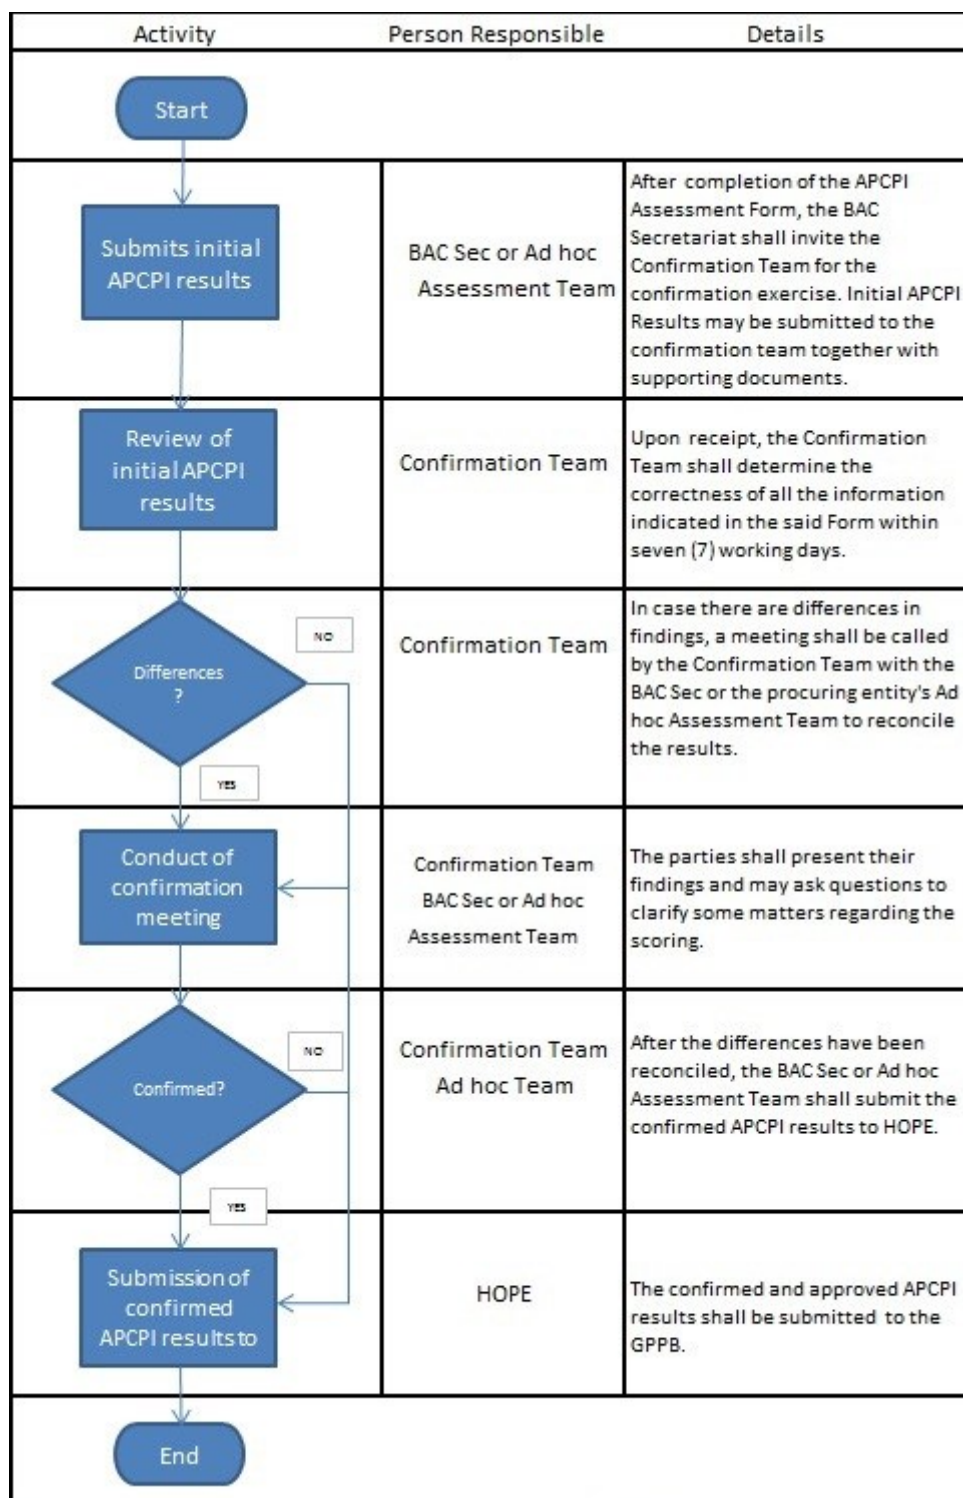 Activity
Person Responsible
Details
Start
Submits initial
APCPI results
BAC Sec or Ad hoc
Assessment Team
After completion of the APCPI
Assessment Form, the BAC
Secretariat shall invite the
Confirmation Team for the
confirmation exercise. Initial APCPI
Results may be submitted to the
confirmation team together with
supporting documents.
Review of
initial APCPI
results
Confirmation Team
Upon receipt, the Confirmation
Team shall determine the
correctness of all the information
indicated in the said Form within
seven (7) working days.
Differences
?
NO
YES
Confirmation Team
In case there are differences in
findings, a meeting shall be called
by the Confirmation Team with the
BAC Sec or the procuring entity's Ad
hoc Assessment Team to reconcile
the results.
Conduct of
confirmation
meeting
Confirmation Team
BAC Sec or Ad hoc
Assessment Team
The parties shall present their
findings and may ask questions to
clarify some matters regarding the
scoring.
Confirmed?
NO
YES
Confirmation Team
Ad hoc Team
After the differences have been
reconciled, the BAC Sec or Ad hoc
Assessment Team shall submit the
confirmed APCPI results to HOPE.
Submission of
confirmed
APCPI results to
HOPE
The confirmed and approved APCPI
results shall be submitted to the
GPPB.
End